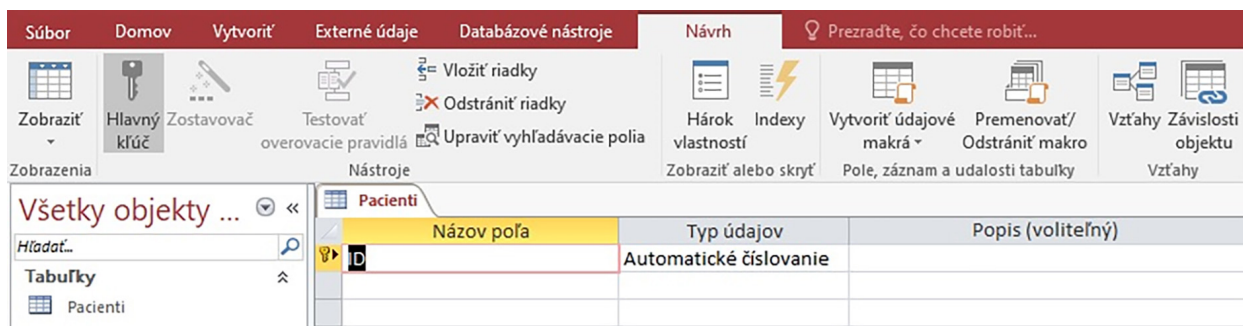 Súbor Domov Vytvoriť Externé údaje Databázové nástroje Návrh Prezraďte, čo chcete robiť...
Zobraziť
Hlavný kľúč
Zostavovač
Testovať overovacie pravidlá
Vložiť riadky
Odstrániť riadky
Upraviť vyhľadávacie polia
Hárok vlastností
Indexy
Vytvoriť údajové makrá
Premenovať/ Odstrániť makro
Vzťahy
Závislosti objektu
Zobrazenia Nástroje Zobraziť alebo skryť Pole, záznam a udalosti tabuľky Vzťahy
Všetky objekty ... «
Hľadať...
Tabuľky
Pacienti
Pacienti
Názov poľa Typ údajov Popis (voliteľný)
ID Automatické číslovanie